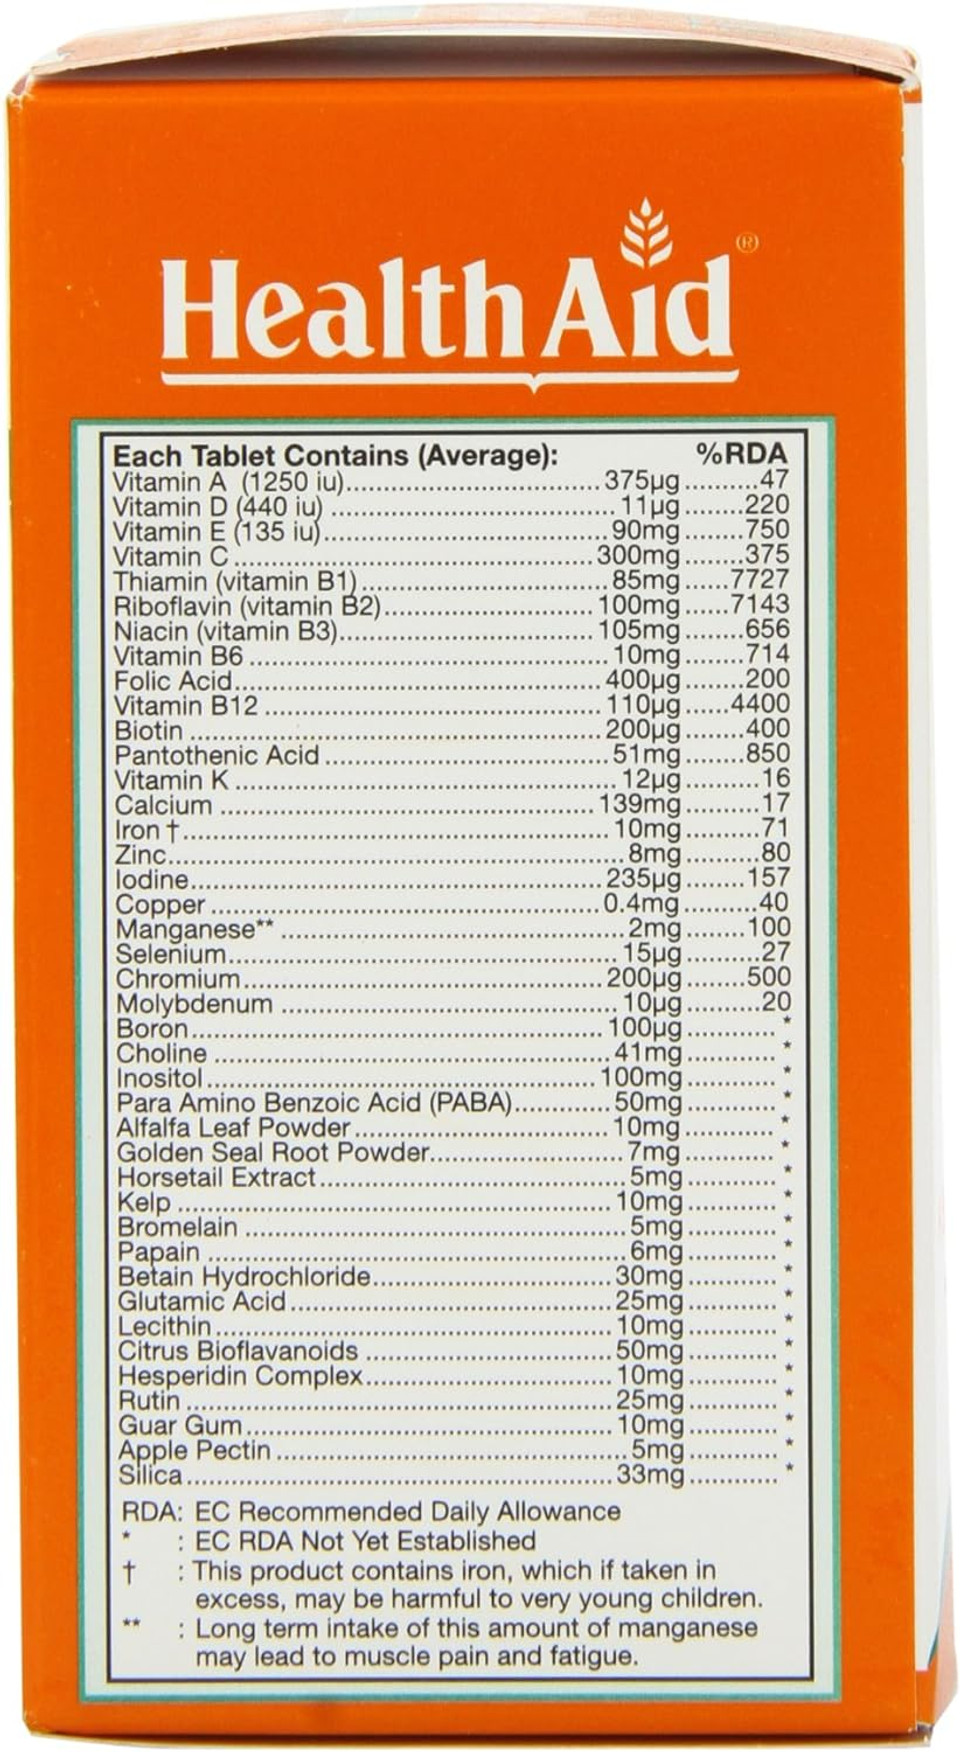 HealthAid®
Each Tablet Contains (Average): %RDA
Vitamin A (1250 iu)..........375µg..........47
Vitamin D (440 iu)..........11µg..........220
Vitamin E (135 iu)..........90mg..........750
Vitamin C..........300mg..........375
Thiamin (vitamin B1)..........85mg..........7727
Riboflavin (vitamin B2)..........100mg..........7143
Niacin (vitamin B3)..........105mg..........656
Vitamin B6..........10mg..........714
Folic Acid..........400µg..........200
Vitamin B12..........110µg..........4400
Biotin..........200µg..........400
Pantothenic Acid..........51mg..........850
Vitamin K..........12µg..........16
Calcium..........139mg..........17
Iron †..........10mg..........71
Zinc..........8mg..........80
Iodine..........235µg..........157
Copper..........0.4mg..........40
Manganese**..........2mg..........100
Selenium..........15µg..........27
Chromium..........200µg..........500
Molybdenum..........10µg..........20
Boron..........100µg..........*
Choline..........41mg..........*
Inositol..........100mg..........*
Para Amino Benzoic Acid (PABA)..........50mg..........*
Alfalfa Leaf Powder..........10mg..........*
Golden Seal Root Powder..........7mg..........*
Horsetail Extract..........5mg..........*
Kelp..........10mg..........*
Bromelain..........5mg..........*
Papain..........6mg..........*
Betain Hydrochloride..........30mg..........*
Glutamic Acid..........25mg..........*
Lecithin..........10mg..........*
Citrus Bioflavanoids..........50mg..........*
Hesperidin Complex..........10mg..........*
Rutin..........25mg..........*
Guar Gum..........10mg..........*
Apple Pectin..........5mg..........*
Silica..........33mg..........*
RDA: EC Recommended Daily Allowance
* : EC RDA Not Yet Established
† : This product contains iron, which if taken in
excess, may be harmful to very young children.
** : Long term intake of this amount of manganese
may lead to muscle pain and fatigue.